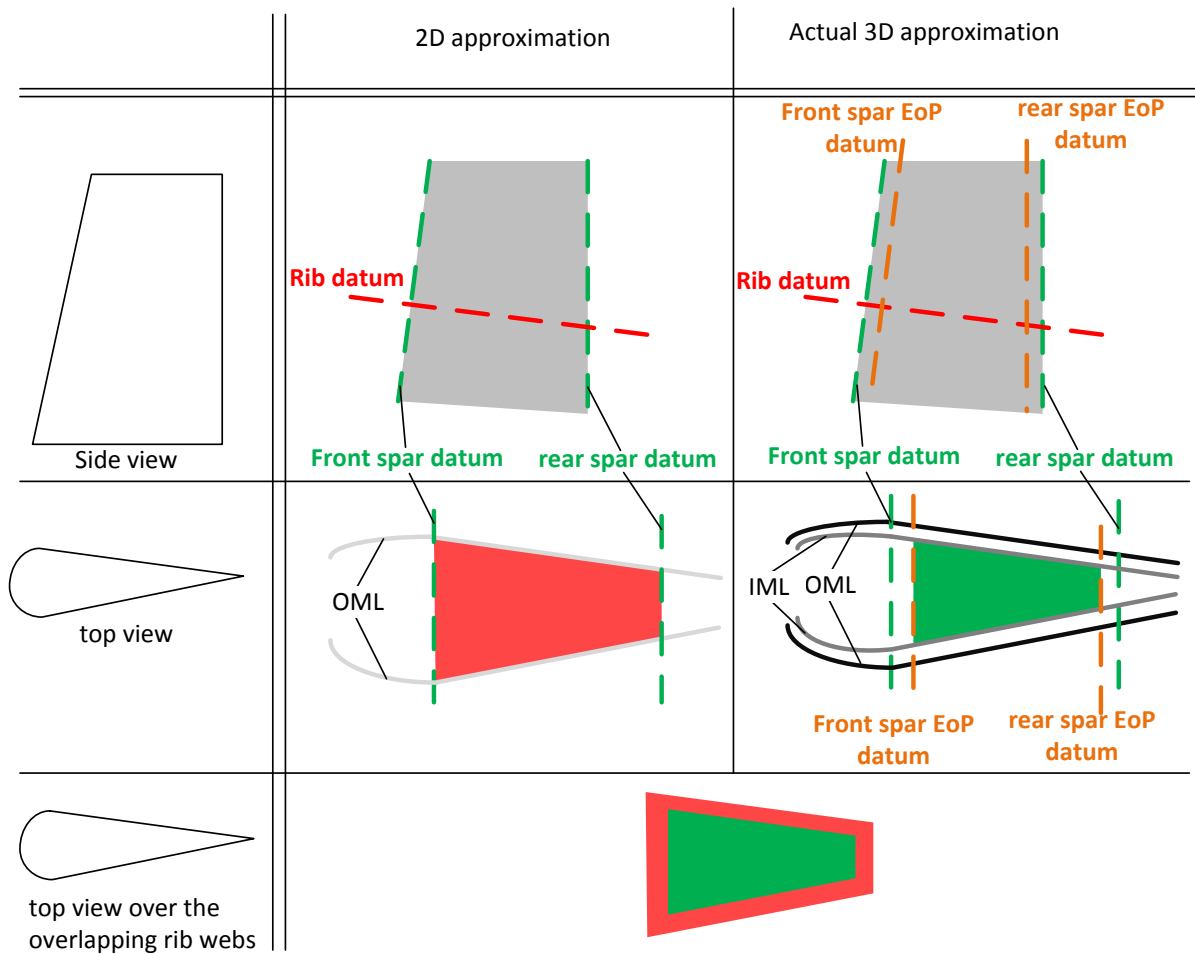 2D approximation
Actual 3D approximation
Front spar EoP
datum
rear spar EoP
datum
Rib datum
Rib datum
Side view
Front spar datum
rear spar datum
Front spar datum
rear spar datum
top view
OML
IML
OML
Front spar EoP
datum
rear spar EoP
datum
top view over the
overlapping rib webs